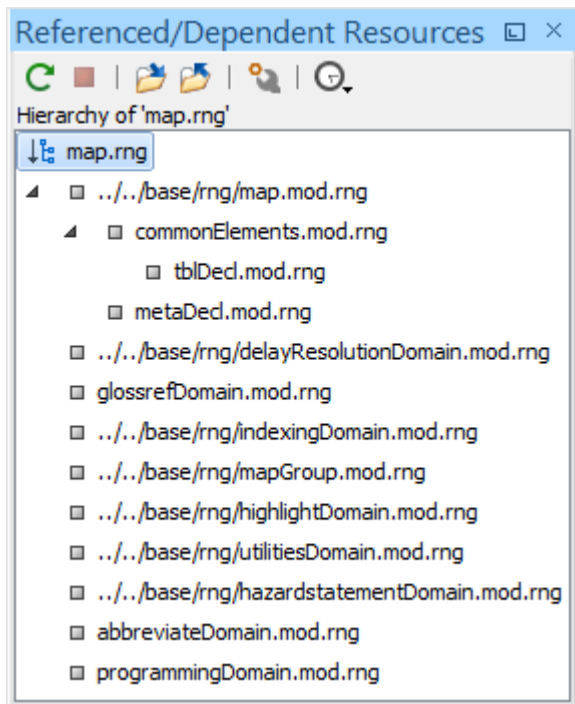 Referenced/Dependent Resources
Hierarchy of 'map.rng'
map.rng
../../base/rng/map.mod.rng
commonElements.mod.rng
tblDecl.mod.rng
metaDecl.mod.rng
../../base/rng/delayResolutionDomain.mod.rng
glossrefDomain.mod.rng
../../base/rng/indexingDomain.mod.rng
../../base/rng/mapGroup.mod.rng
../../base/rng/highlightDomain.mod.rng
../../base/rng/utilitiesDomain.mod.rng
../../base/rng/hazardstatementDomain.mod.rng
abbreviateDomain.mod.rng
programmingDomain.mod.rng